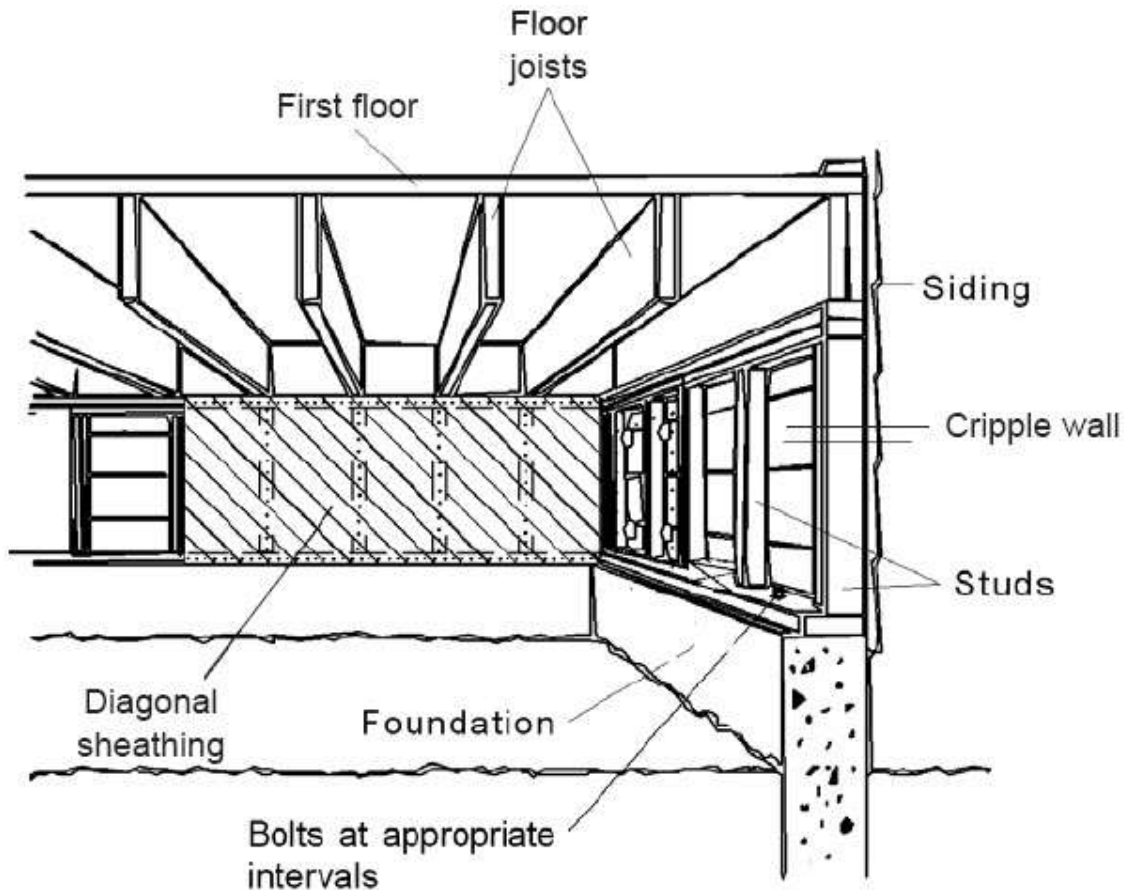 Floor
joists
First floor
Siding
Cripple wall
Studs
Diagonal
sheathing
Foundation
Bolts at appropriate
intervals